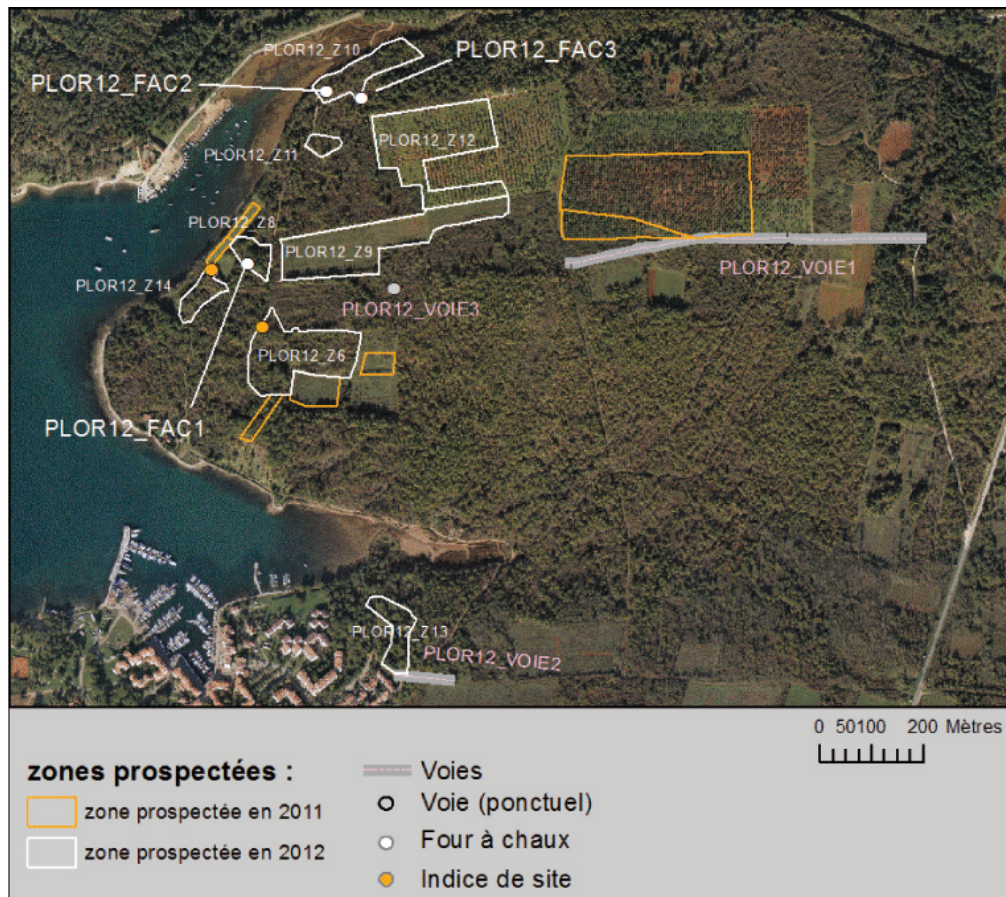 PLOR12_Z10
PLOR12_FAC3
PLOR12_FAC2
PLOR12_Z12
PLOR12_Z11
PLOR12_Z8
PLOR12_Z9
PLOR12_VOIE1
PLOR12_Z14
PLOR12_VOIE3
PLOR12_Z6
PLOR12_FAC1
PLOR12_Z13
PLOR12_VOIE2
0 50100 200 Mètres
zones prospectées :
zone prospectée en 2011
zone prospectée en 2012
Voies
Voie (ponctuel)
Four à chaux
Indice de site